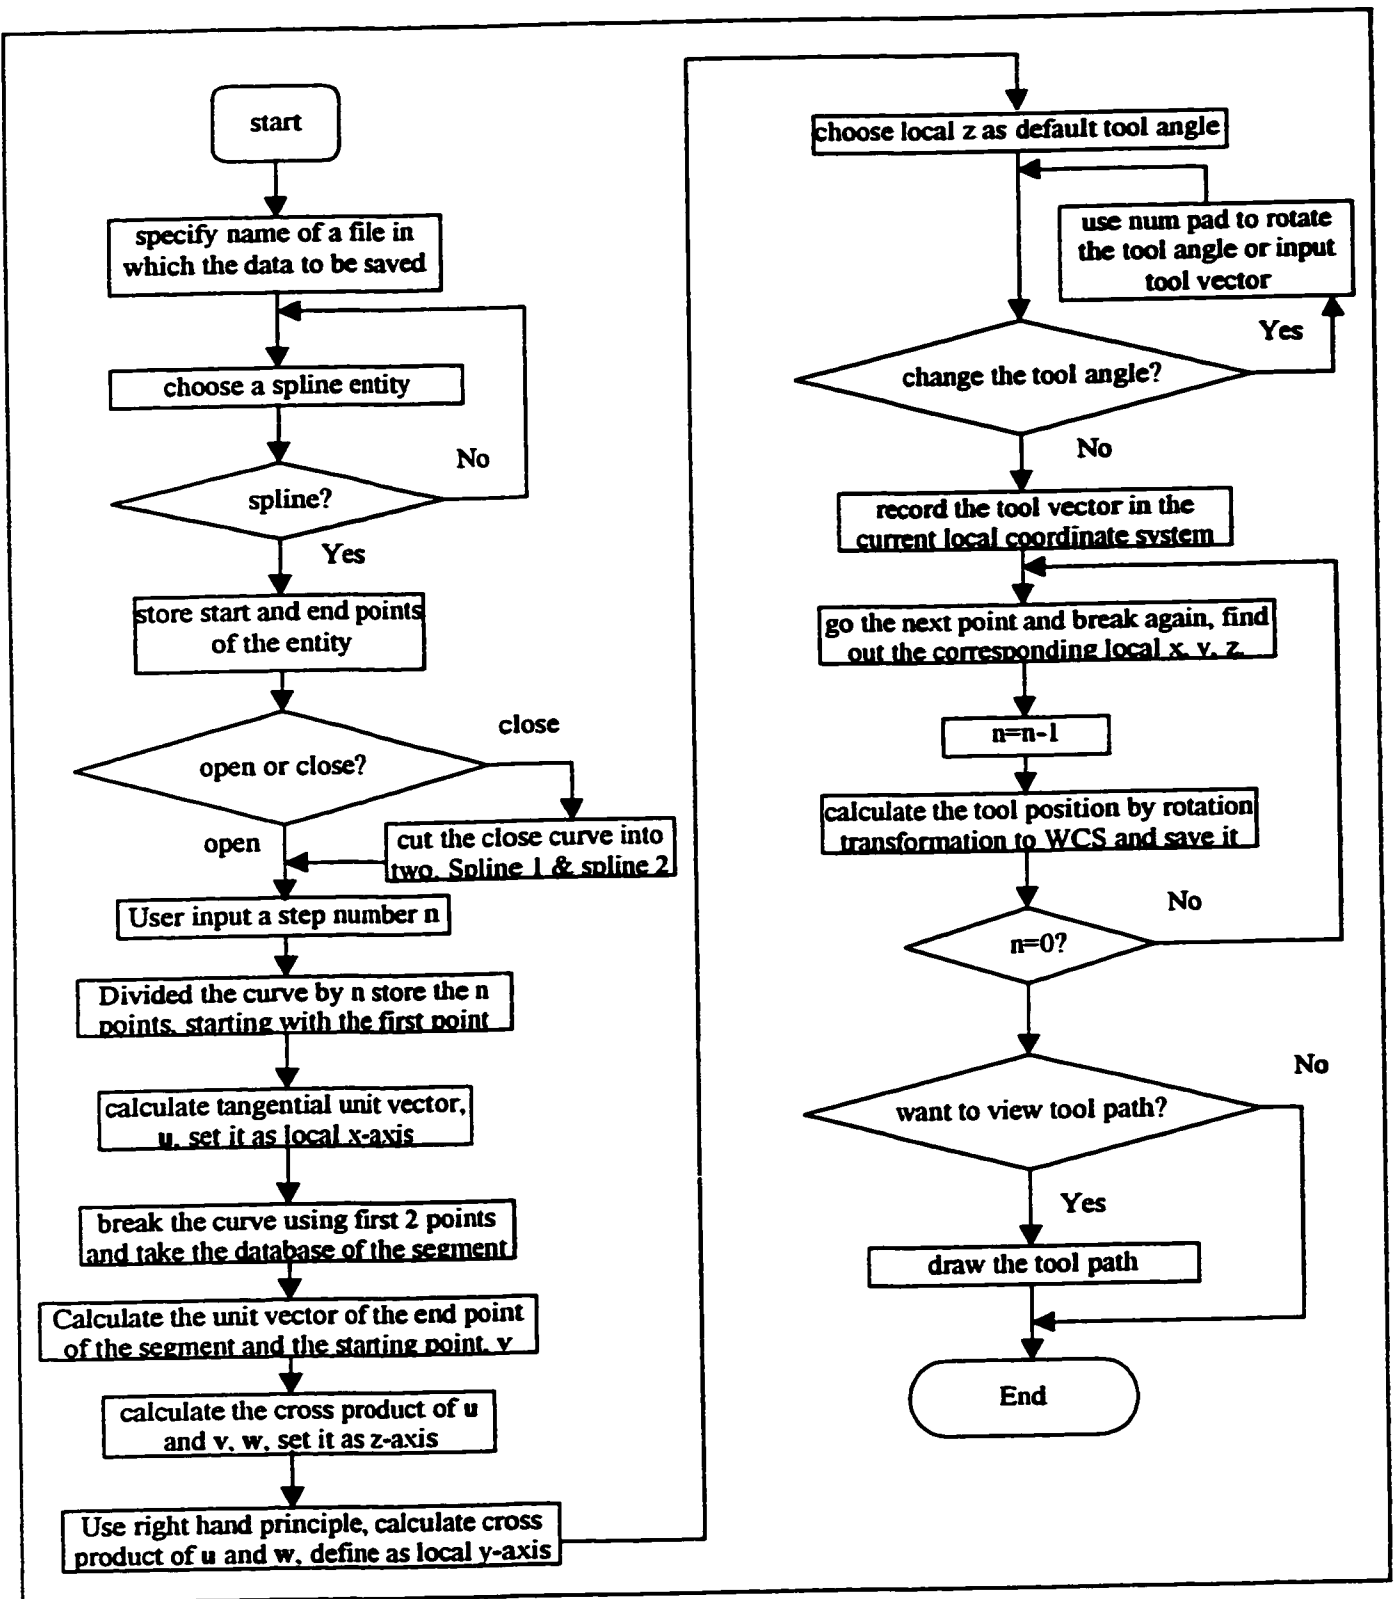 start
specify name of a file in
which the data to be saved
choose a spline entity
No
spline?
Yes
store start and end points
of the entity
close
open or close?
open
cut the close curve into
two. Spline 1 & spline 2
User input a step number n
Divided the curve by n store the n
points, starting with the first point
calculate tangential unit vector,
u, set it as local x-axis
break the curve using first 2 points
and take the database of the segment
Calculate the unit vector of the end point
of the segment and the starting point, v
calculate the cross product of u
and v, w, set it as z-axis
Use right hand principle, calculate cross
product of u and w, define as local y-axis
choose local z as default tool angle
use num pad to rotate
the tool angle or input
tool vector
Yes
change the tool angle?
No
record the tool vector in the
current local coordinate system
go the next point and break again, find
out the corresponding local x, y, z.
n=n-1
calculate the tool position by rotation
transformation to WCS and save it
No
n=0?
No
want to view tool path?
Yes
draw the tool path
End